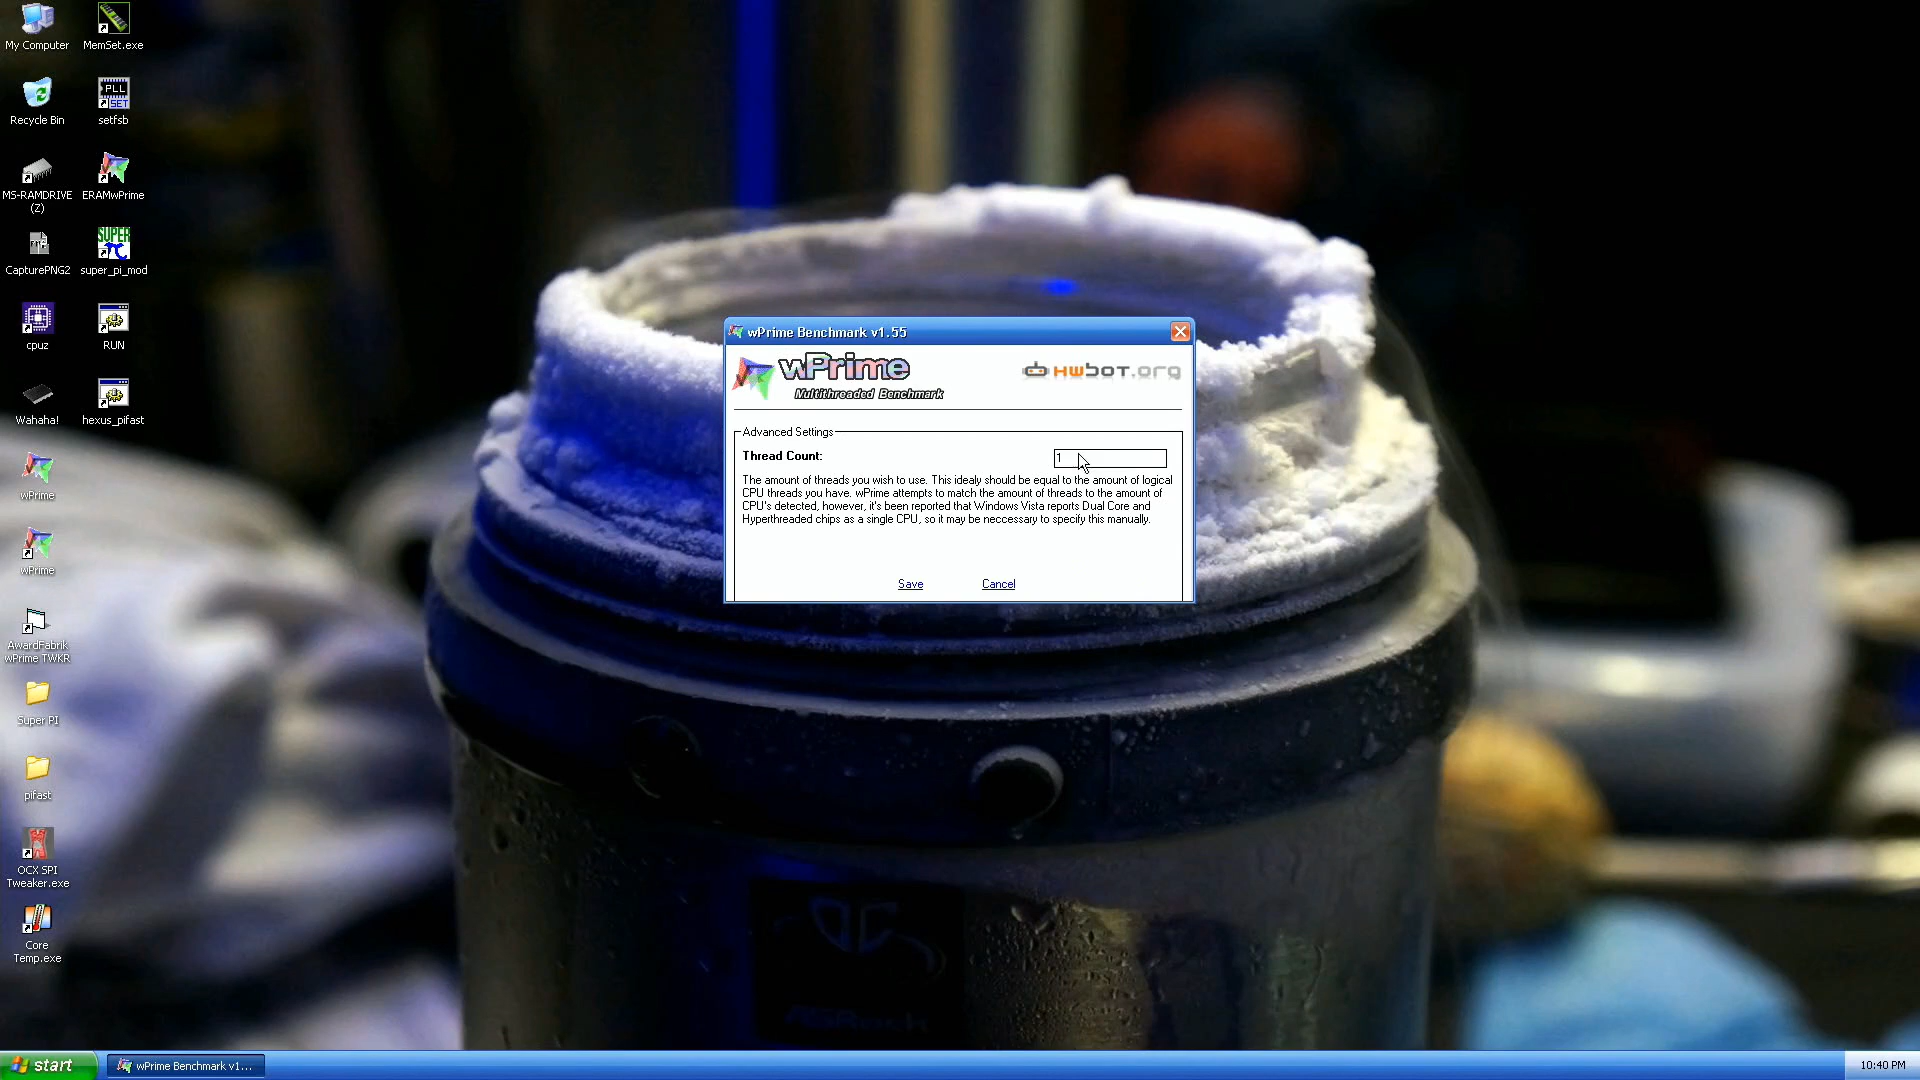 My Computer
MemSet.exe
PLL
SET
Recycle Bin
setfsb
MS-RAMDRIVE
(Z)
ERAMwPrime
SUPER
CapturePNG2
super_pi_mod
cpuz
RUN
Wahaha!
hexus_pifast
wPrime
wPrime
AwardFabrik
wPrime TWKR
Super PI
pifast
OCX SPI
Tweaker.exe
Core
Temp.exe
wPrime Benchmark v1.55
wPrime
Multithreaded Benchmark
HWBOT.ORG
Advanced Settings
Thread Count:
1
The amount of threads you wish to use. This idealy should be equal to the amount of logical
CPU threads you have. wPrime attempts to match the amount of threads to the amount of
CPU's detected, however, it's been reported that Windows Vista reports Dual Core and
Hyperthreaded chips as a single CPU, so it may be neccessary to specify this manually.
Save
Cancel
ASRock
start
wPrime Benchmark v1...
10:40 PM